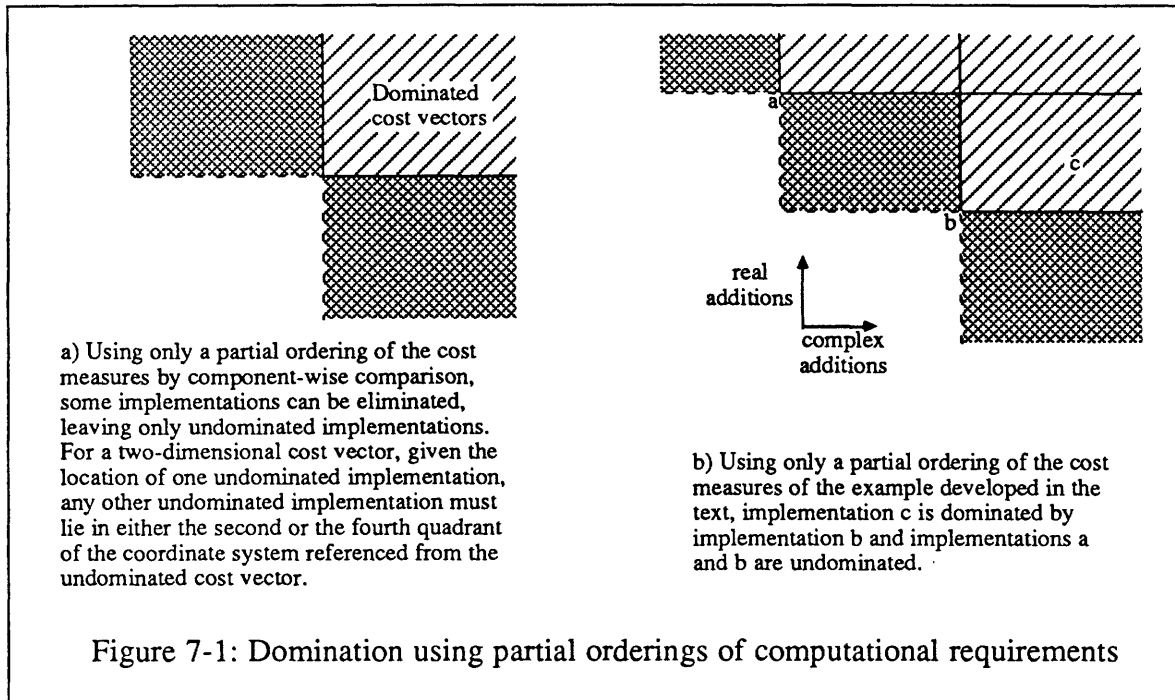 Dominated
cost vectors
a
c
b
real
additions
complex
additions
a) Using only a partial ordering of the cost
measures by component-wise comparison,
some implementations can be eliminated,
leaving only undominated implementations.
For a two-dimensional cost vector, given the
location of one undominated implementation,
any other undominated implementation must
lie in either the second or the fourth quadrant
of the coordinate system referenced from the
undominated cost vector.
b) Using only a partial ordering of the cost
measures of the example developed in the
text, implementation c is dominated by
implementation b and implementations a
and b are undominated.
Figure 7-1: Domination using partial orderings of computational requirements